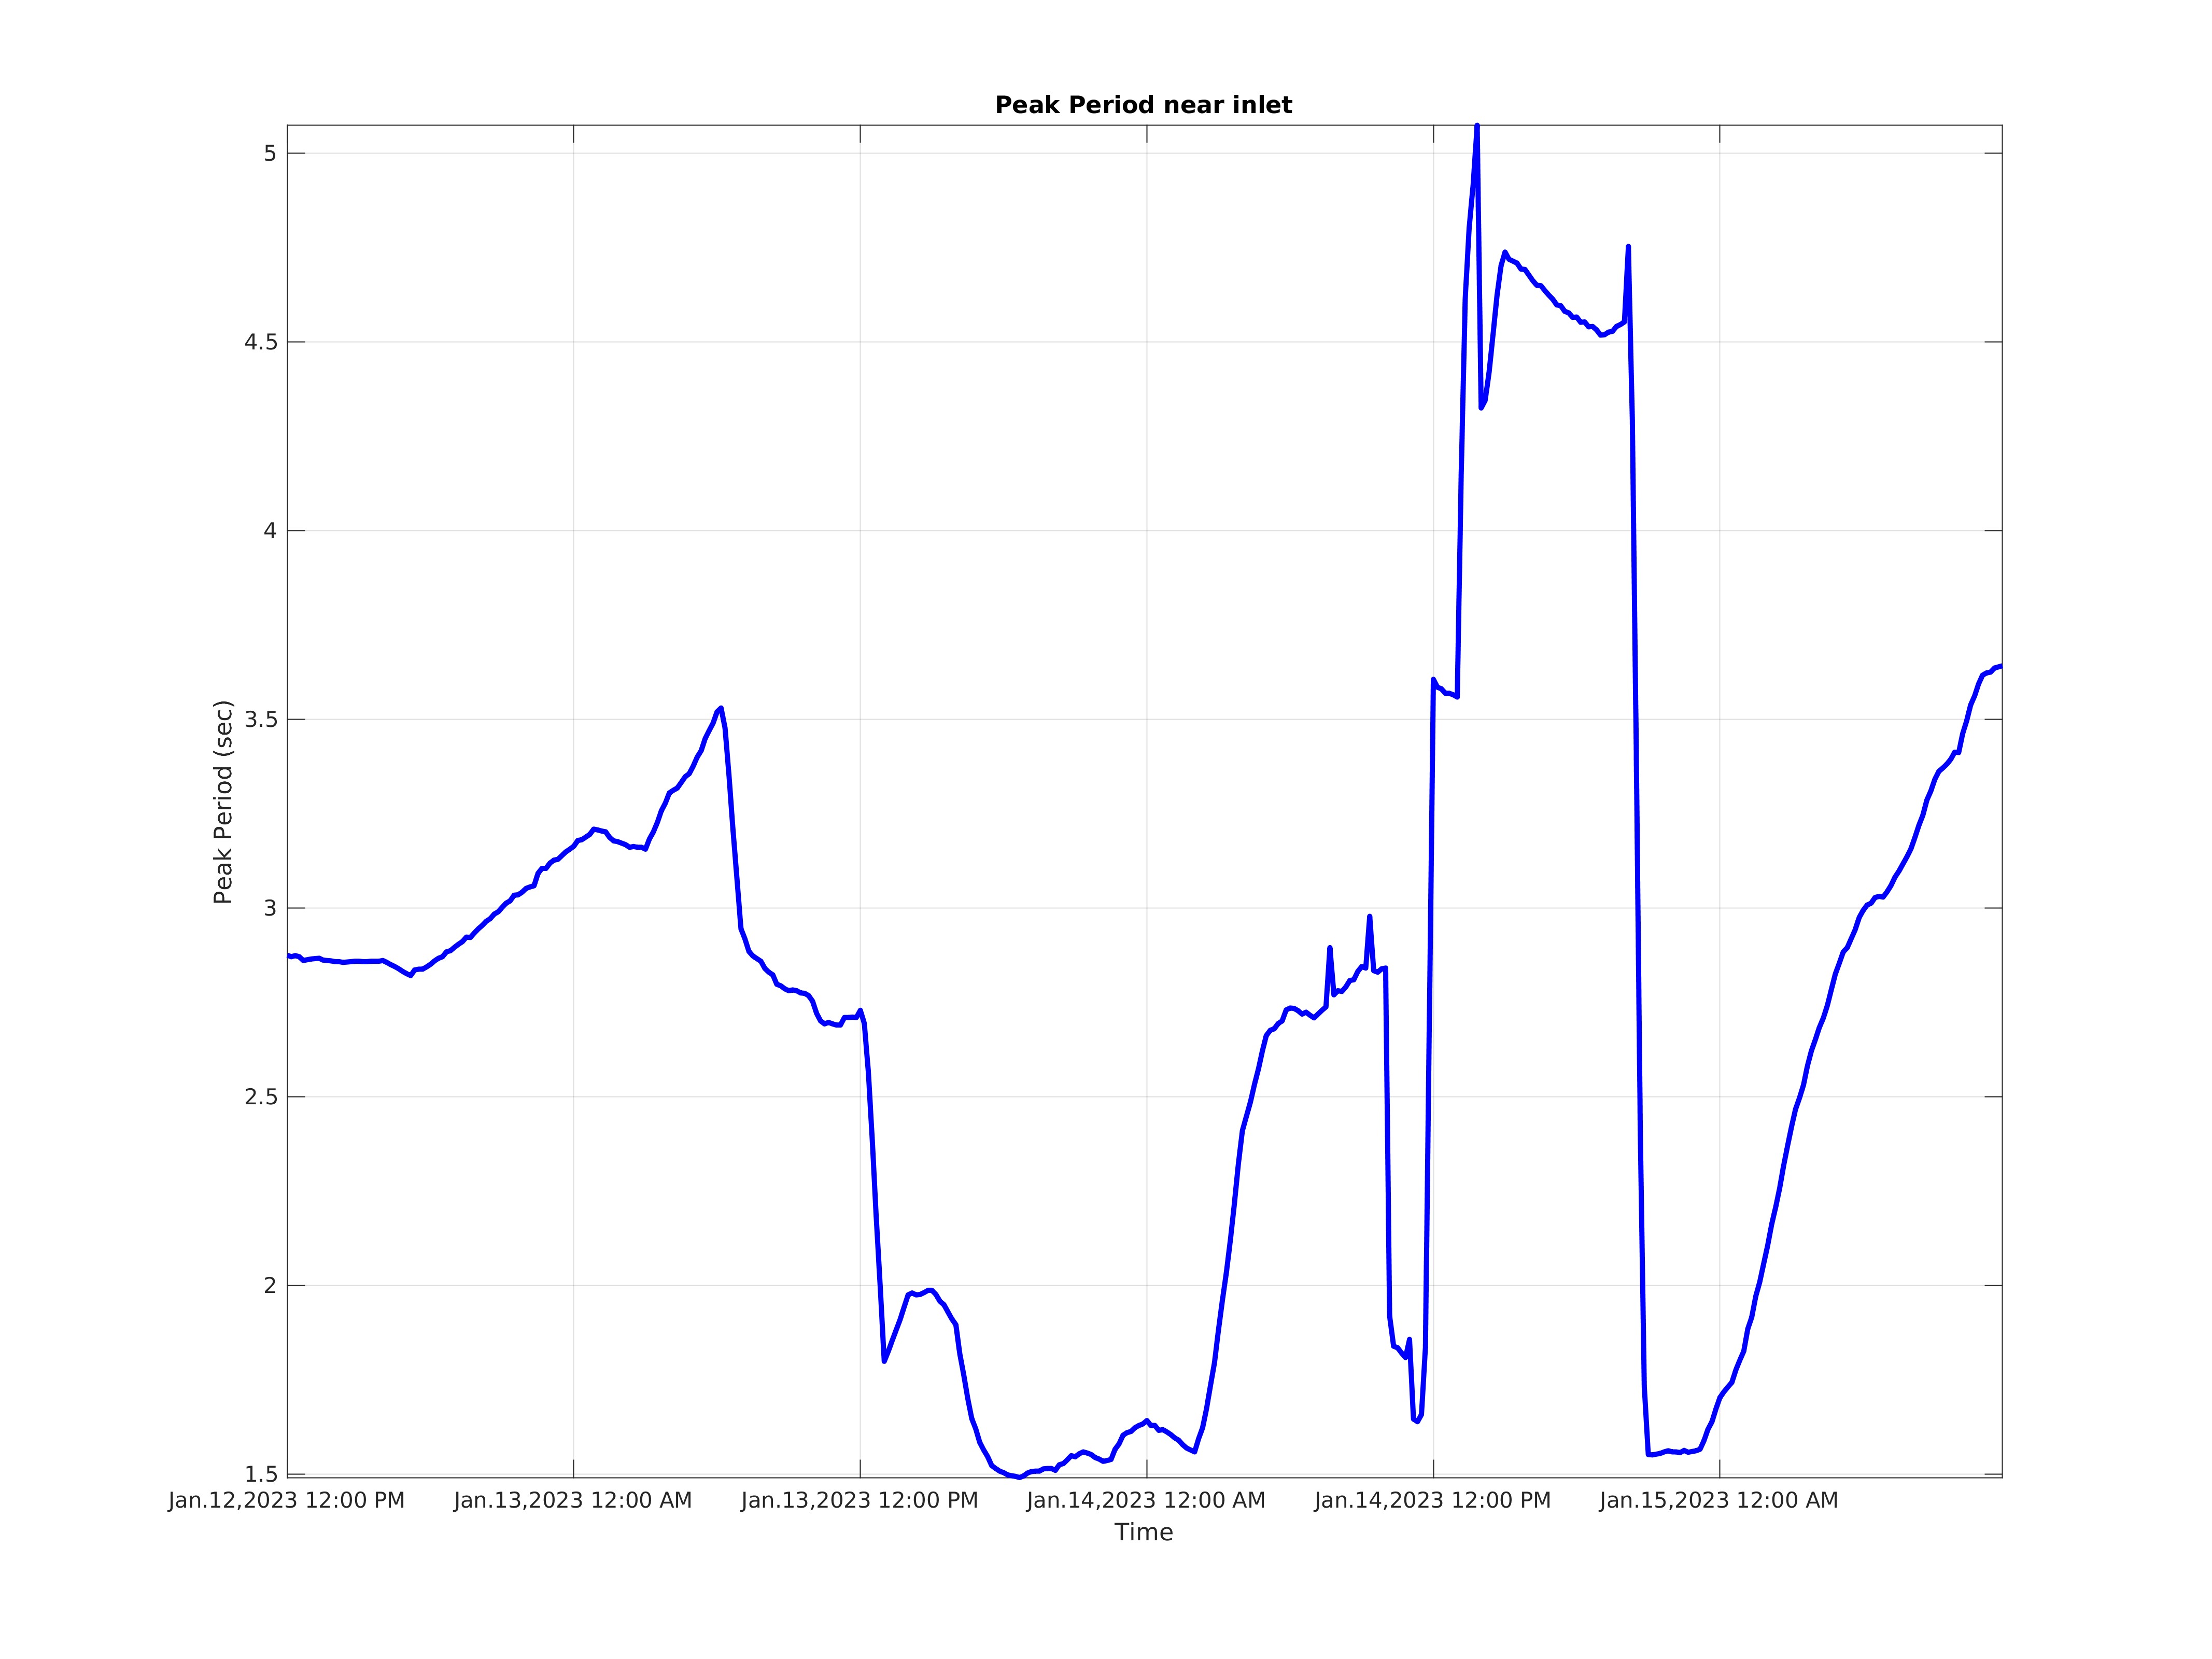 Peak Period near inlet
5
4.5
4
3.5
3
2.5
2
1.5
Peak Period (sec)
Jan.12,2023 12:00 PM
Jan.13,2023 12:00 AM
Jan.13,2023 12:00 PM
Jan.14,2023 12:00 AM
Jan.14,2023 12:00 PM
Jan.15,2023 12:00 AM
Time